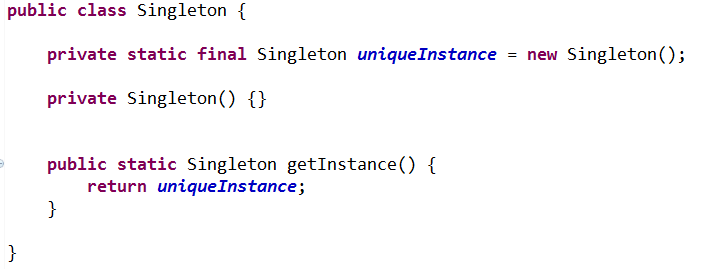 public class Singleton {
private static final Singleton uniqueInstance = new Singleton();
private Singleton() {}
public static Singleton getInstance() {
return uniqueInstance;
}
}